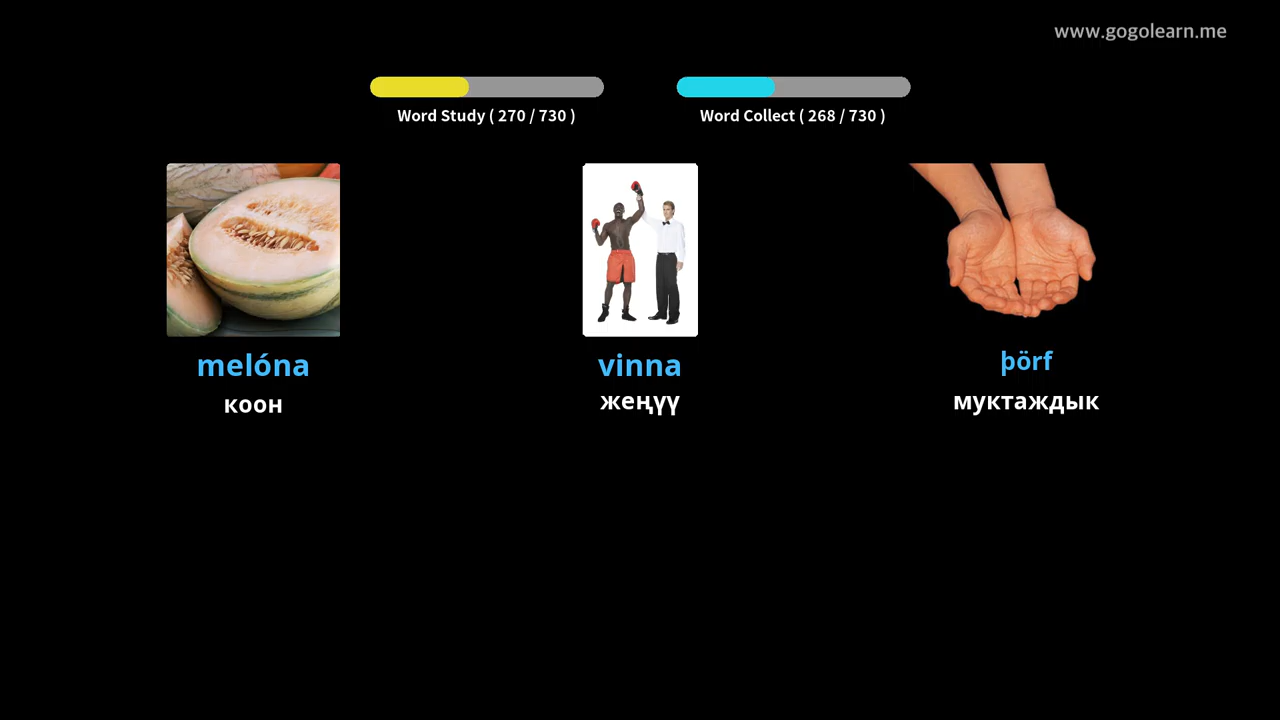 www.gogolearn.me
Word Study ( 270 / 730 )
Word Collect ( 268 / 730 )
melóna
vinna
þörf
коон
жеңүү
муктаждык